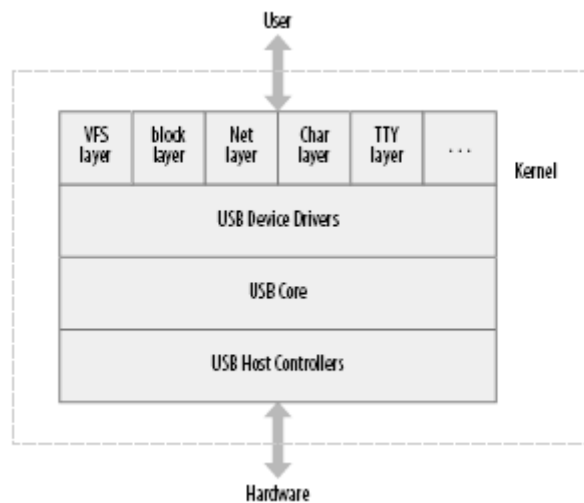 User
VFS layer
block layer
Net layer
Char layer
TTY layer
...
Kernel
USB Device Drivers
USB Core
USB Host Controllers
Hardware